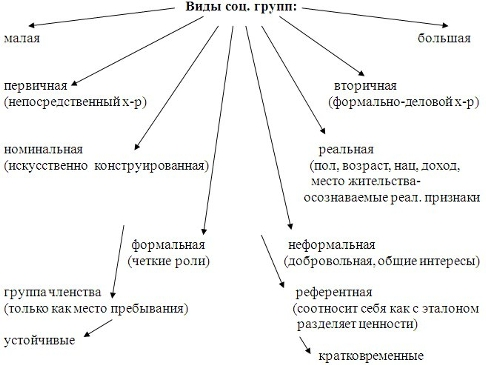 Виды соц. групп:
малая
большая
первичная
(непосредственный х-р)
вторичная
(формально-деловой х-р)
номинальная
(искусственно конструированная)
реальная
(пол, возраст, нац, доход,
место жительства-
осознаваемые реал. признаки
формальная
(четкие роли)
неформальная
(добровольная, общие интересы)
группа членства
(только как место пребывания)
референтная
(соотносит себя как с эталоном
разделяет ценности)
устойчивые
кратковременные